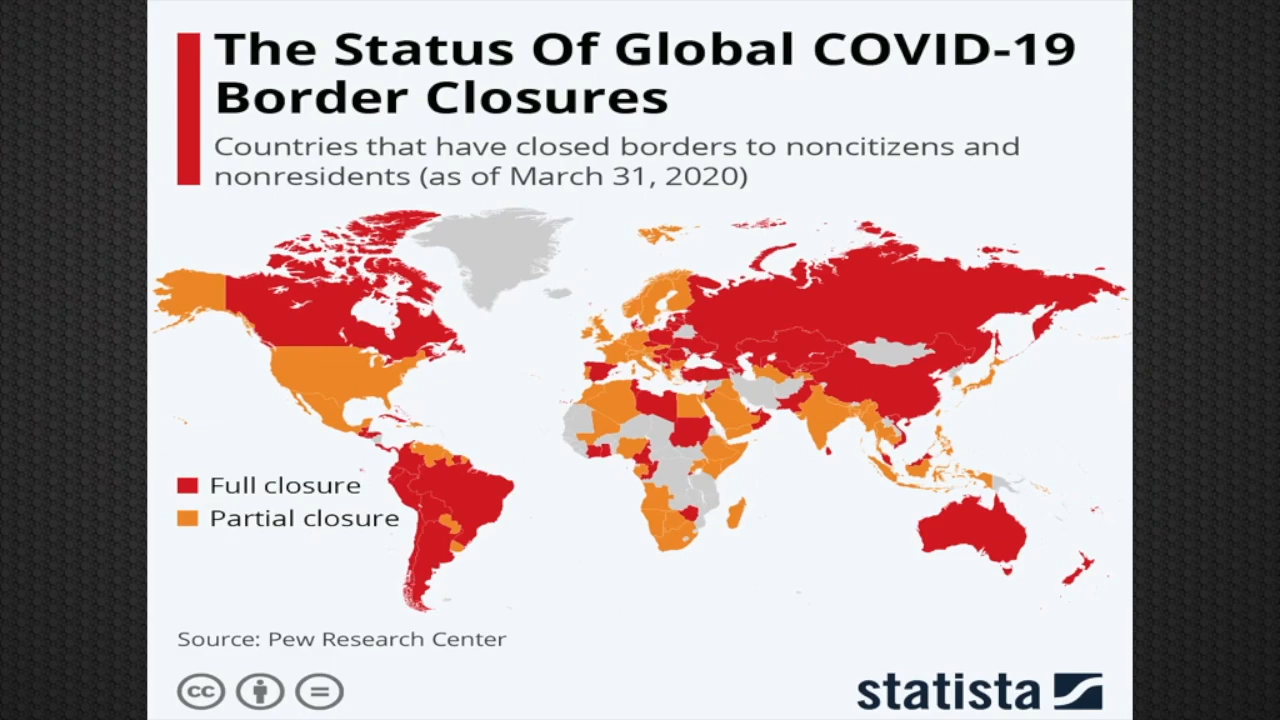 The Status Of Global COVID-19
Border Closures
Countries that have closed borders to noncitizens and
nonresidents (as of March 31, 2020)
Full closure
Partial closure
Source: Pew Research Center
cc
statista